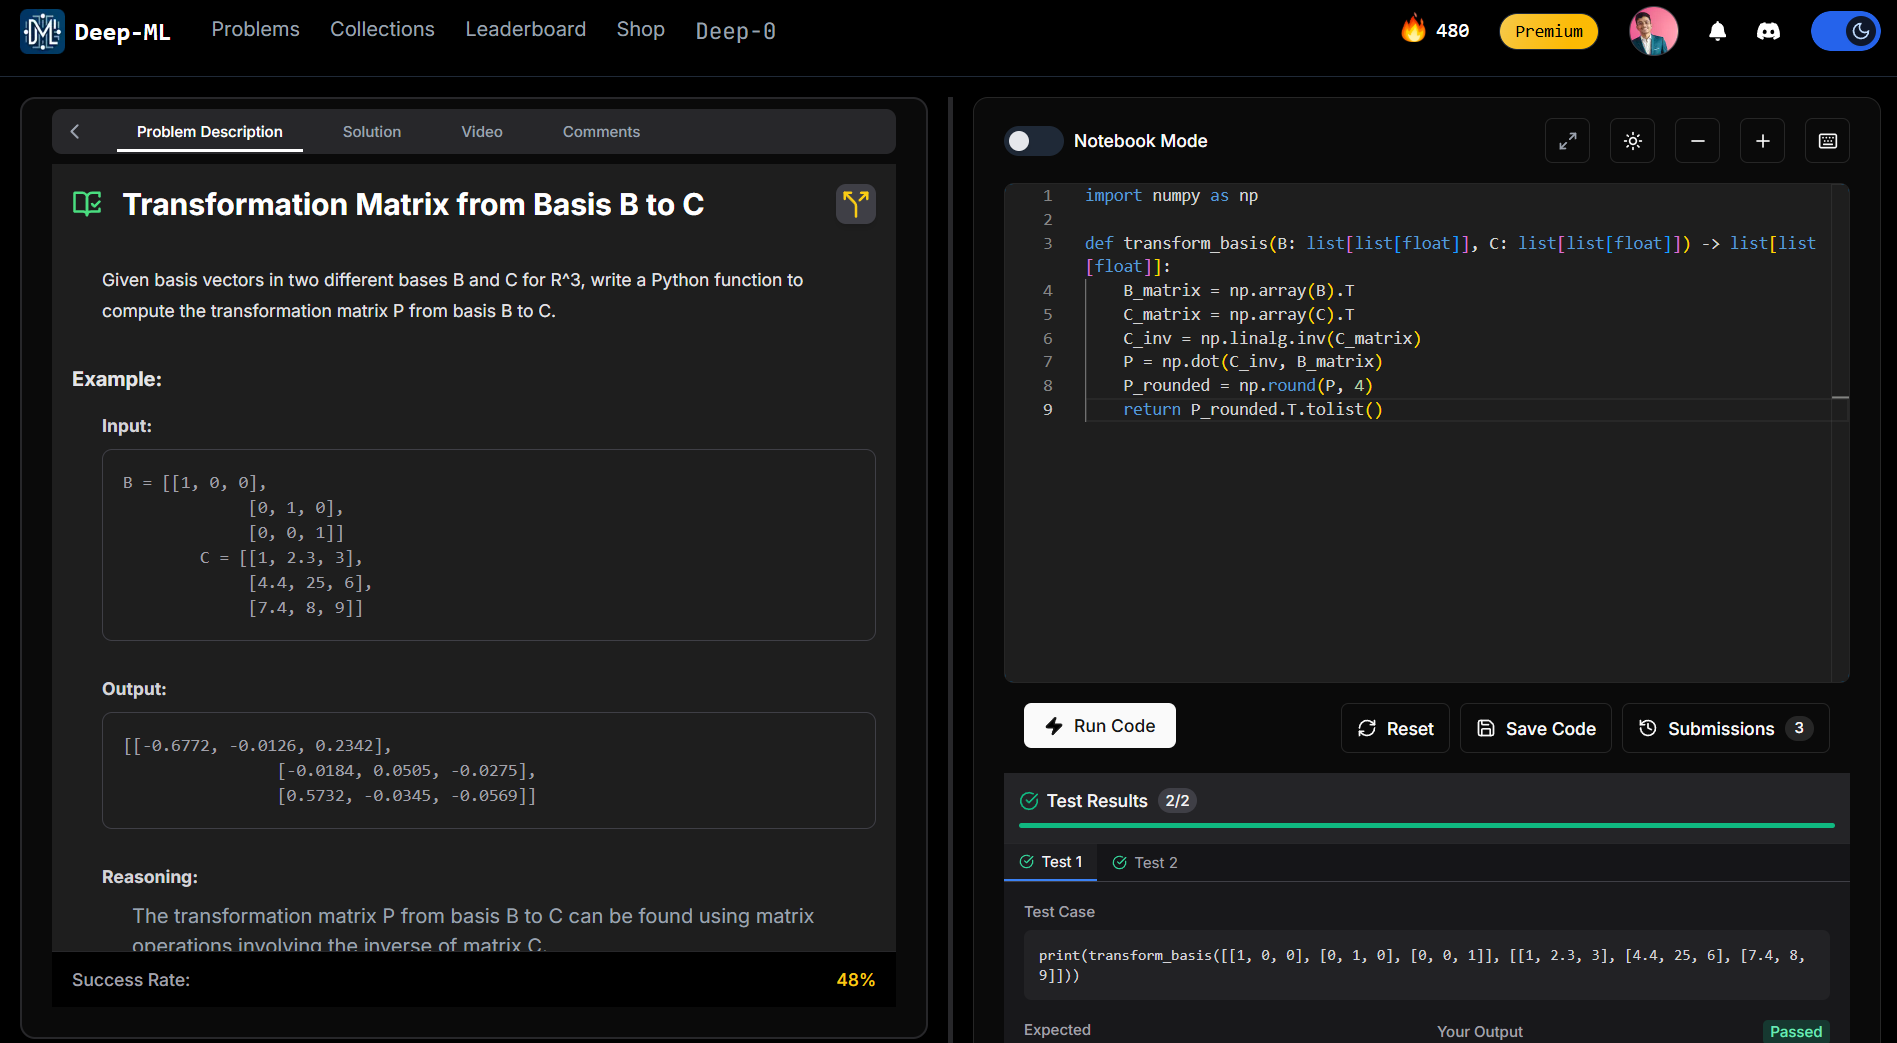 DML Deep-ML Problems Collections Leaderboard Shop Deep-0 480 Premium
Problem Description Solution Video Comments
Transformation Matrix from Basis B to C
Given basis vectors in two different bases B and C for R^3, write a Python function to
compute the transformation matrix P from basis B to C.
Example:
Input:
B = [[1, 0, 0],
[0, 1, 0],
[0, 0, 1]]
C = [[1, 2.3, 3],
[4.4, 25, 6],
[7.4, 8, 9]]
Output:
[[-0.6772, -0.0126, 0.2342],
[-0.0184, 0.0505, -0.0275],
[0.5732, -0.0345, -0.0569]]
Reasoning:
The transformation matrix P from basis B to C can be found using matrix
operations involving the inverse of matrix C.
Success Rate: 48%
Notebook Mode
1 import numpy as np
2
3 def transform_basis(B: list[list[float]], C: list[list[float]]) -> list[list
[float]]:
4 B_matrix = np.array(B).T
5 C_matrix = np.array(C).T
6 C_inv = np.linalg.inv(C_matrix)
7 P = np.dot(C_inv, B_matrix)
8 P_rounded = np.round(P, 4)
9 return P_rounded.T.tolist()
Run Code Reset Save Code Submissions 3
Test Results 2/2
Test 1 Test 2
Test Case
print(transform_basis([[1, 0, 0], [0, 1, 0], [0, 0, 1]], [[1, 2.3, 3], [4.4, 25, 6], [7.4, 8,
9]]))
Expected Your Output Passed